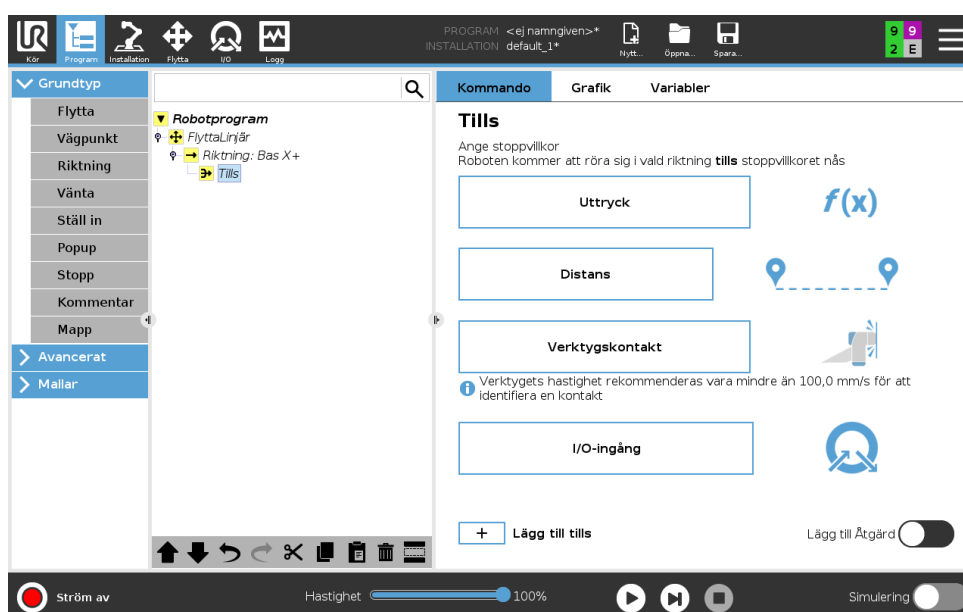 UR
PROGRAM <ej namngiven>*
INSTALLATION default_1*
Kör Program Installation Flytta I/O Logg Nytt... Öppna... Spara...
9 9
2 E
Grundtyp
Flytta
Vägpunkt
Riktning
Vänta
Ställ in
Popup
Stopp
Kommentar
Mapp
Avancerat
Mallar
Robotprogram
FlyttaLinjär
Riktning: Bas X+
Tills
Kommando Grafik Variabler
Tills
Ange stoppvillkor
Roboten kommer att röra sig i vald riktning tills stoppvillkoret nås
Uttryck
f(x)
Distans
Verktygskontakt
Verktygets hastighet rekommenderas vara mindre än 100,0 mm/s för att
identifiera en kontakt
I/O-ingång
+ Lägg till tills
Lägg till Åtgärd
Ström av
Hastighet 100%
Simulering